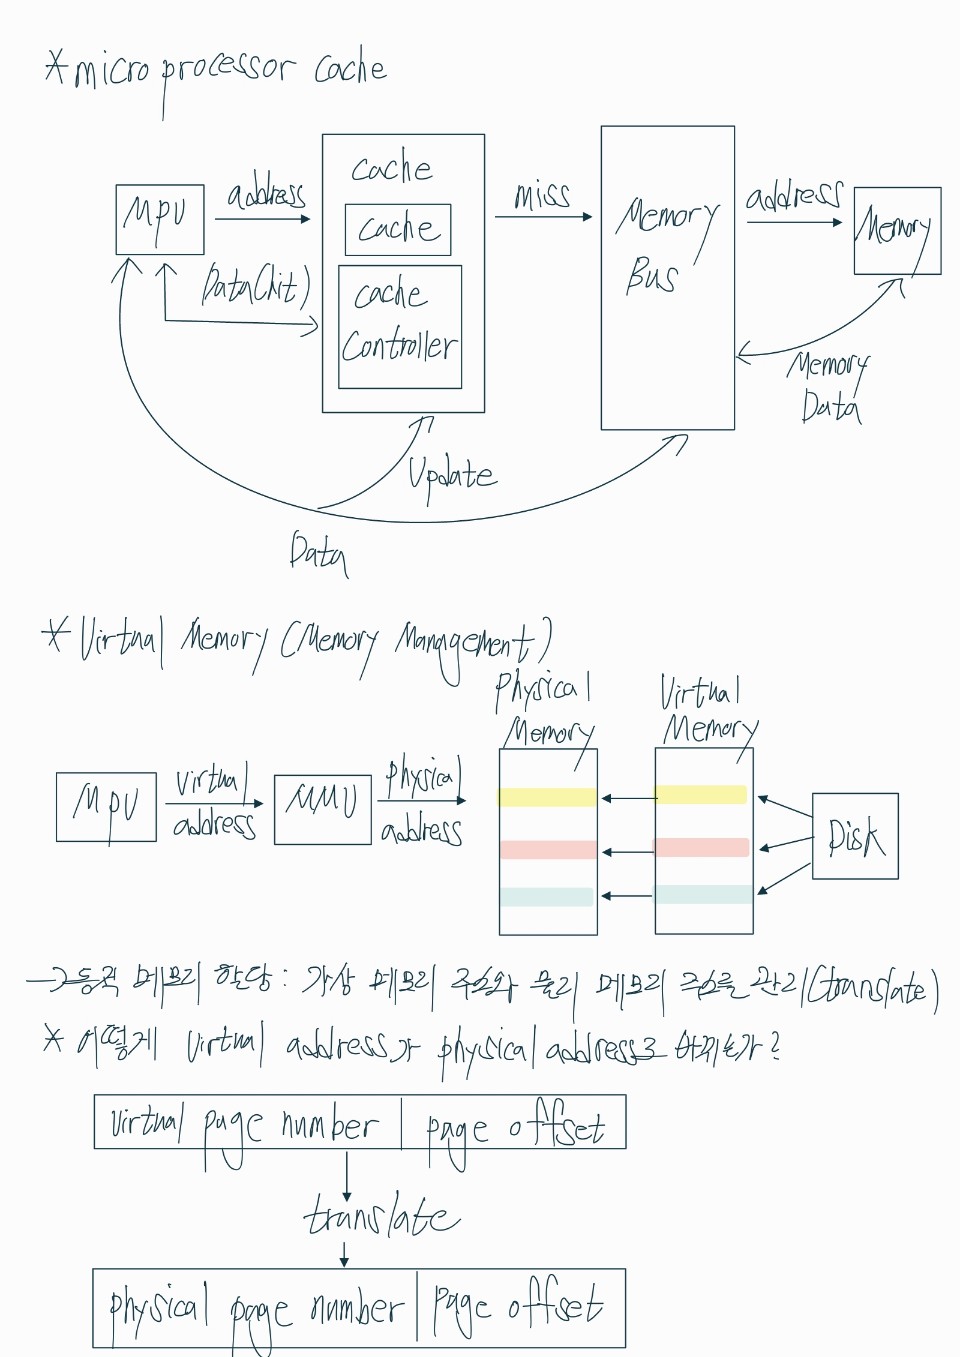 * micro processor cache
MPU
address
Data(hit)
cache
cache
cache
Controller
miss
Memory
Bus
address
Memory
Memory
Data
Update
Data
* Virtual Memory (Memory Management)
MPU
virtual
address
MMU
physical
address
Physical
Memory
Virtual
Memory
Disk
→ 동적 메모리 할당 : 가상 메모리 주소와 물리 메모리 주소를 관리(translate)
* 어떻게 virtual address가 physical address로 바뀌는가?
virtual page number | page offset
translate
physical page number | page offset